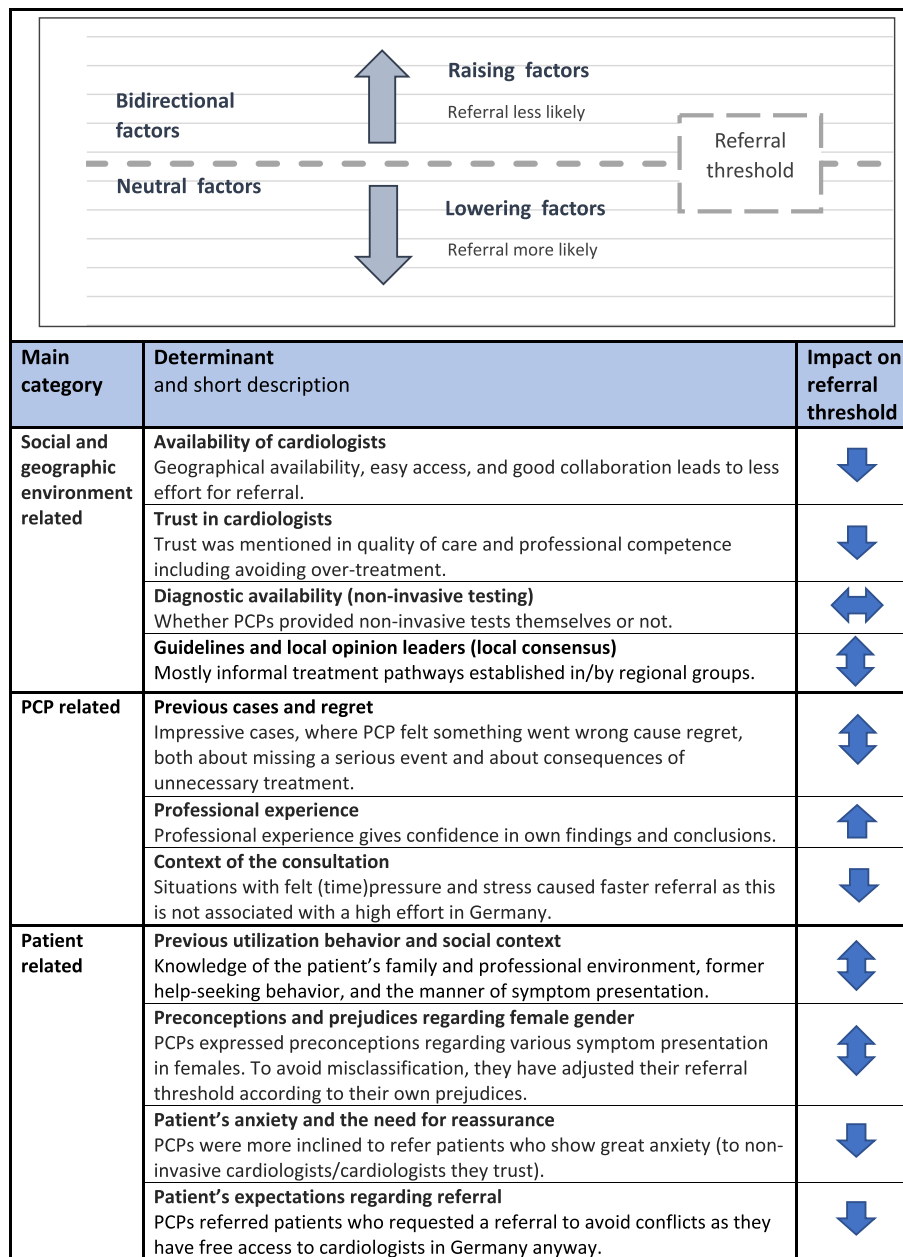 Raising factors
Bidirectional
factors
Referral less likely
Referral
threshold
Neutral factors
Lowering factors
Referral more likely
Main
category
Determinant
and short description
Impact on
referral
threshold
Social and
geographic
environment
related
Availability of cardiologists
Geographical availability, easy access, and good collaboration leads to less
effort for referral.
Trust in cardiologists
Trust was mentioned in quality of care and professional competence
including avoiding over-treatment.
Diagnostic availability (non-invasive testing)
Whether PCPs provided non-invasive tests themselves or not.
Guidelines and local opinion leaders (local consensus)
Mostly informal treatment pathways established in/by regional groups.
PCP related
Previous cases and regret
Impressive cases, where PCP felt something went wrong cause regret,
both about missing a serious event and about consequences of
unnecessary treatment.
Professional experience
Professional experience gives confidence in own findings and conclusions.
Context of the consultation
Situations with felt (time)pressure and stress caused faster referral as this
is not associated with a high effort in Germany.
Patient
related
Previous utilization behavior and social context
Knowledge of the patient's family and professional environment, former
help-seeking behavior, and the manner of symptom presentation.
Preconceptions and prejudices regarding female gender
PCPs expressed preconceptions regarding various symptom presentation
in females. To avoid misclassification, they have adjusted their referral
threshold according to their own prejudices.
Patient's anxiety and the need for reassurance
PCPs were more inclined to refer patients who show great anxiety (to non-
invasive cardiologists/cardiologists they trust).
Patient's expectations regarding referral
PCPs referred patients who requested a referral to avoid conflicts as they
have free access to cardiologists in Germany anyway.